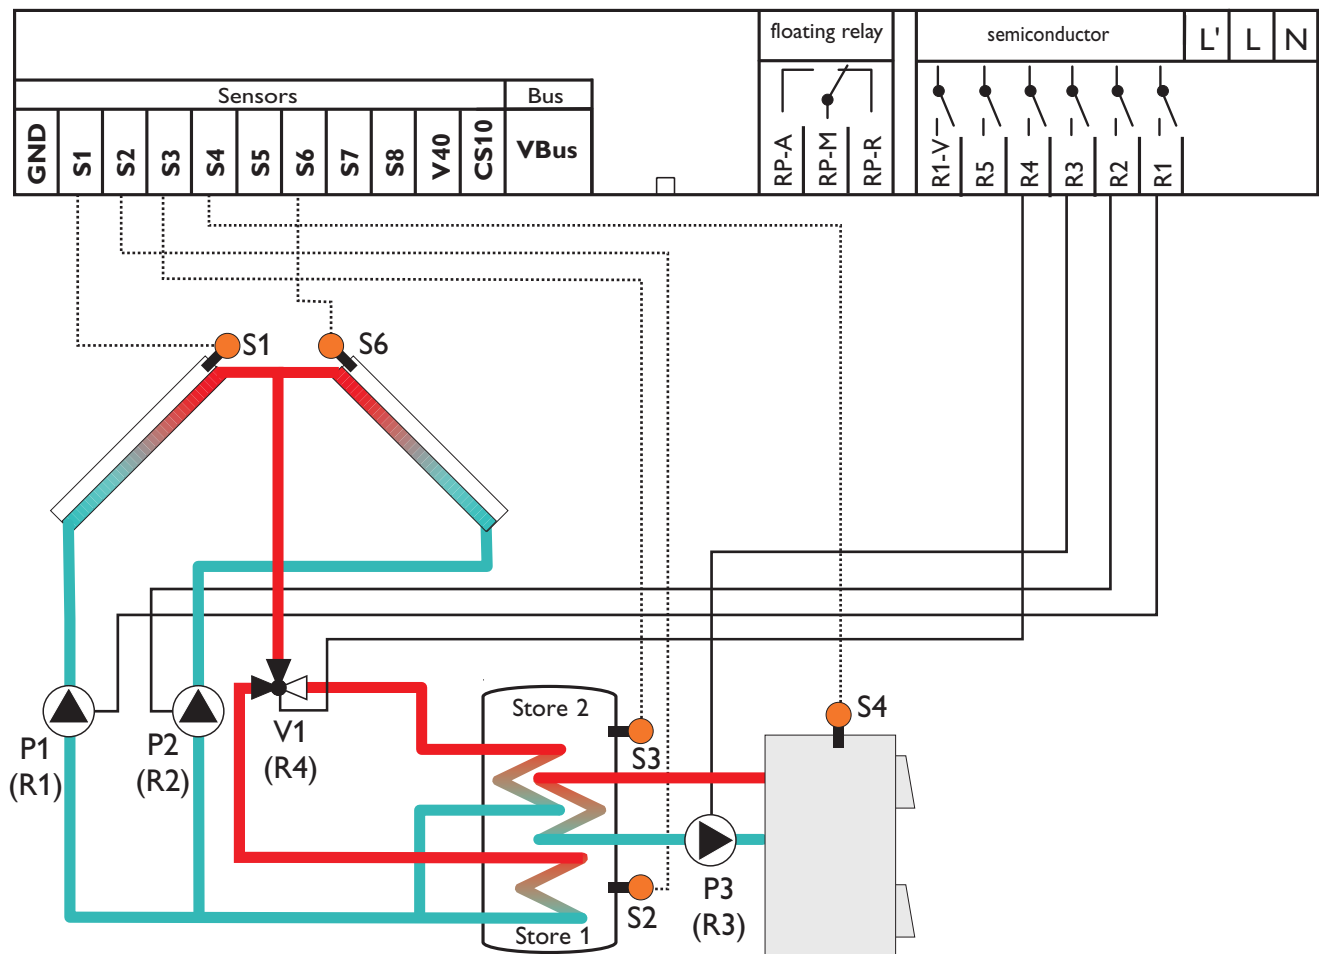 floating relay
semiconductor
L' L N
Sensors Bus
GND S1 S2 S3 S4 S5 S6 S7 S8 V40 CS10 VBus
RP-A RP-M RP-R
R1-V R5 R4 R3 R2 R1
S1
S6
S4
Store 2
S3
V1
(R4)
P1
(R1)
P2
(R2)
P3
(R3)
S2
Store 1